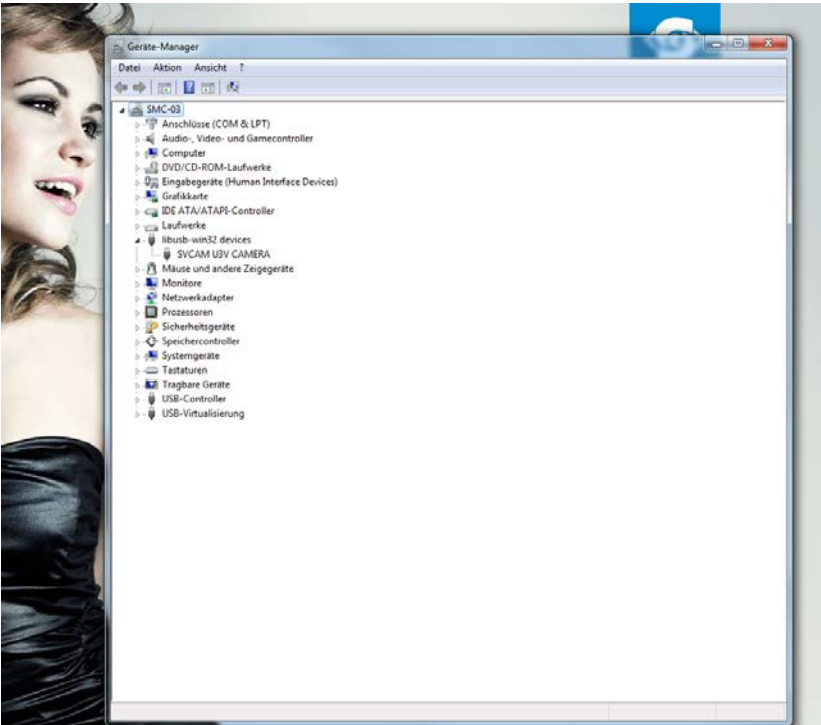 Geräte-Manager
Datei Aktion Ansicht ?
SMC-03
Anschlüsse (COM & LPT)
Audio-, Video- und Gamecontroller
Computer
DVD/CD-ROM-Laufwerke
Eingabegeräte (Human Interface Devices)
Grafikkarte
IDE ATA/ATAPI-Controller
Laufwerke
libusb-win32 devices
SVCAM U3V CAMERA
Mäuse und andere Zeigegeräte
Monitore
Netzwerkadapter
Prozessoren
Sicherheitsgeräte
Speichercontroller
Systemgeräte
Tastaturen
Tragbare Geräte
USB-Controller
USB-Virtualisierung